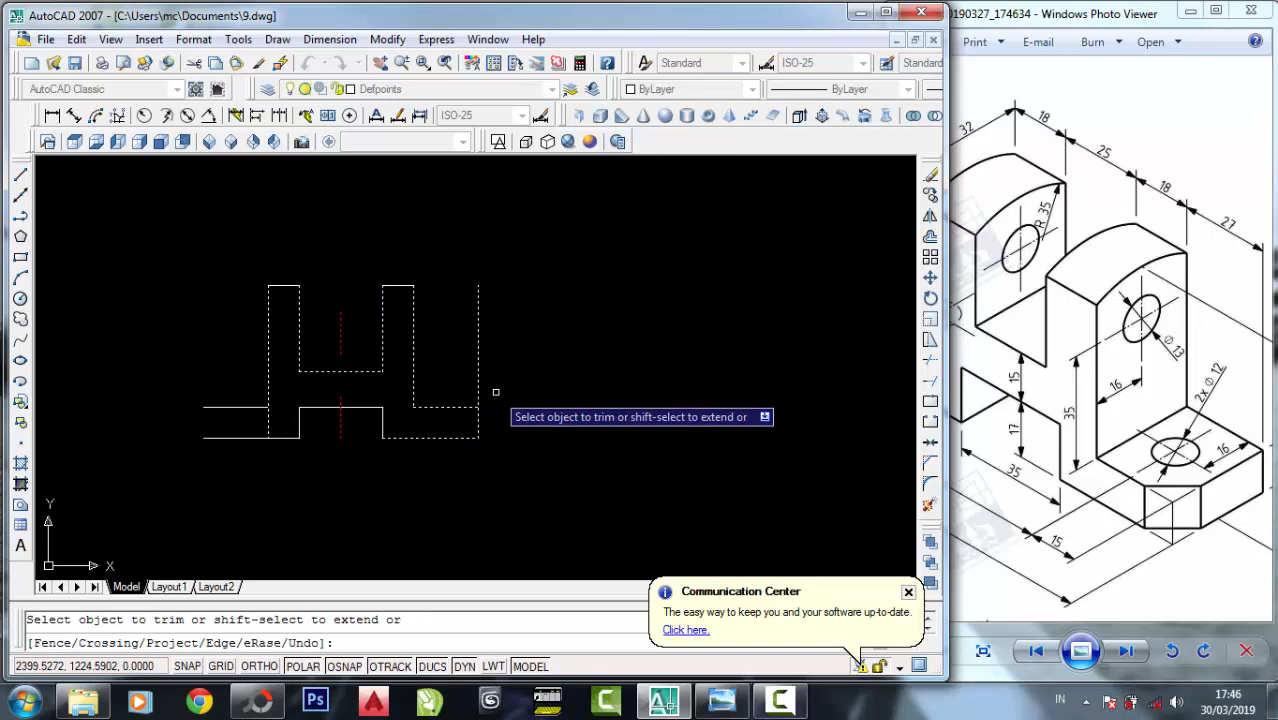 AutoCAD 2007 - [C:\Users\mc\Documents\9.dwg]
20190327_174634 - Windows Photo Viewer
File Edit View Insert Format Tools Draw Dimension Modify Express Window Help
Print E-mail Burn Open
Standard ISO-25 Standard
AutoCAD Classic Defpoints ByLayer ByLayer
ISO-25
32
18
25
18
27
R 35
Ø 13
2x Ø 12
15
16
35
17
16
35
15
Select object to trim or shift-select to extend or
Y
X
Model Layout1 Layout2
Communication Center
The easy way to keep you and your software up-to-date.
Click here.
Select object to trim or shift-select to extend or
[Fence/Crossing/Project/Edge/eRase/Undo]:
2399.5272, 1224.5902, 0.0000 SNAP GRID ORTHO POLAR OSNAP OTRACK DUCS DYN LWT MODEL
Ps
IN
17:46
30/03/2019